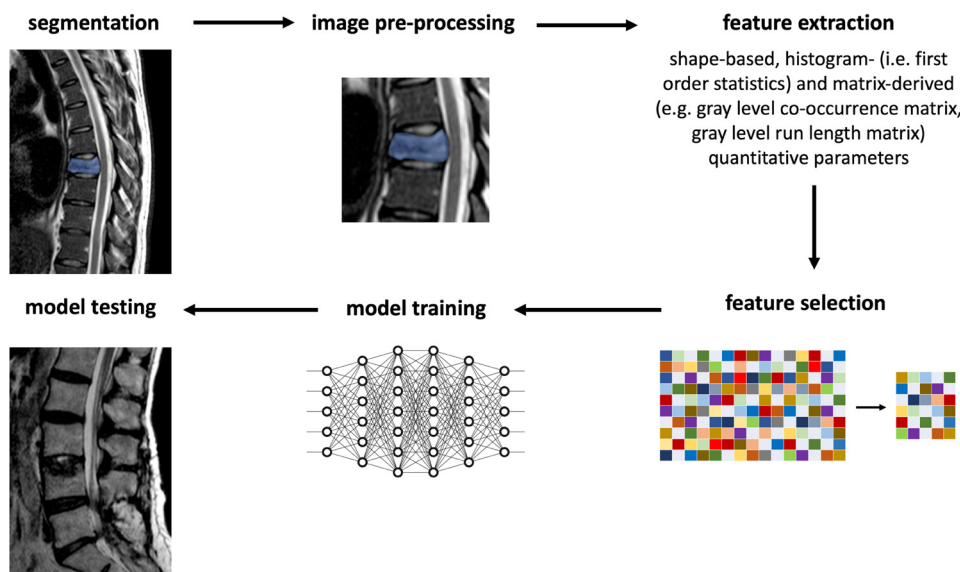 segmentation
image pre-processing
feature extraction
shape-based, histogram- (i.e. first
order statistics) and matrix-derived
(e.g. gray level co-occurrence matrix,
gray level run length matrix)
quantitative parameters
model testing
model training
feature selection